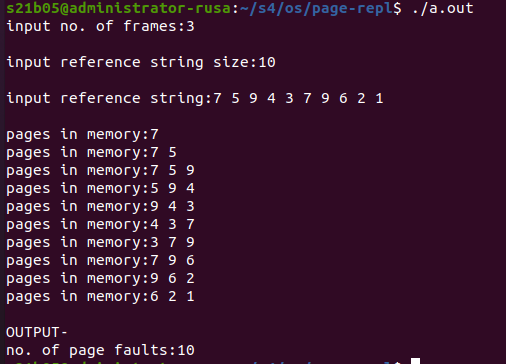 s21b05@administrator-rusa:~/s4/os/page-repl$ ./a.out
input no. of frames:3
input reference string size:10
input reference string:7 5 9 4 3 7 9 6 2 1
pages in memory:7
pages in memory:7 5
pages in memory:7 5 9
pages in memory:5 9 4
pages in memory:9 4 3
pages in memory:4 3 7
pages in memory:3 7 9
pages in memory:7 9 6
pages in memory:9 6 2
pages in memory:6 2 1
OUTPUT-
no. of page faults:10